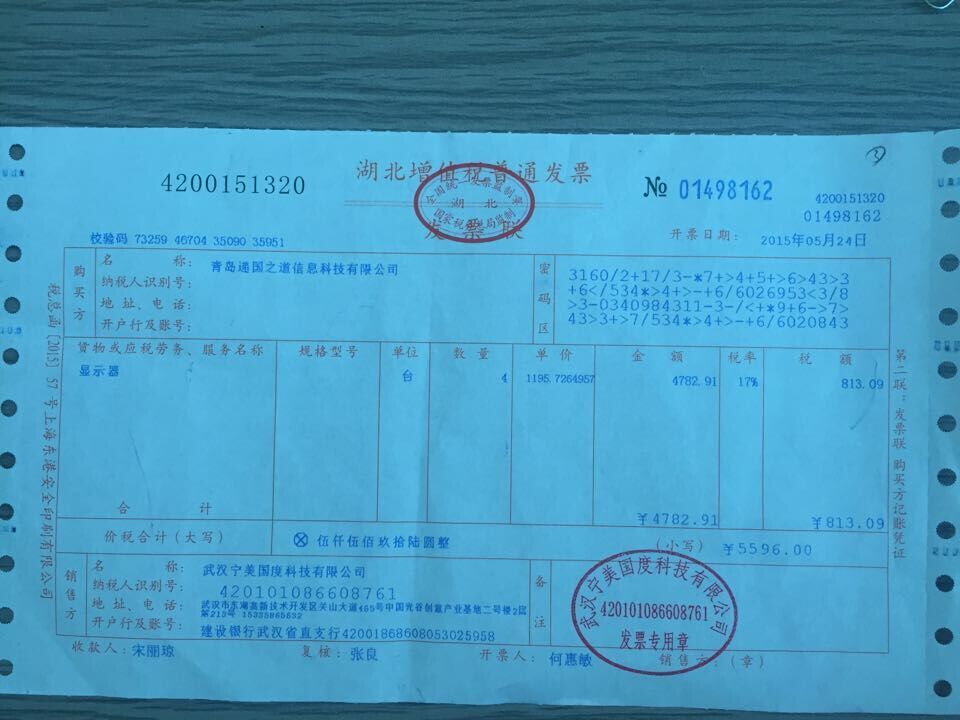 湖北增值税普通发票
发票联
全国统一发票监制章
湖 北
国家税务局监制
4200151320
№ 01498162
4200151320
01498162
校验码 73259 46704 35090 35951
开票日期: 2015年05月24日
购买方
名 称: 青岛递国之道信息科技有限公司
纳税人识别号:
地 址、电 话:
开户行及账号:
密码区
3160/2+17/3-*7+>4+5+>6>43>3
+6</534*>4+>-+6/6026953<3/8
>3-0340984311-3-/<+*9+6->7>
43>3+>7/534*>4+>-+6/6020843
货物或应税劳务、服务名称 规格型号 单位 数 量 单 价 金 额 税率 税 额
显示器 台 4 1195.7264957 4782.91 17% 813.09
合 计 ￥4782.91 ￥813.09
价税合计（大写） ⊗ 伍仟伍佰玖拾陆圆整 （小写）￥5596.00
销售方
名 称: 武汉宁美国度科技有限公司
纳税人识别号: 420101086608761
地 址、电 话: 武汉市东湖高新技术开发区关山大道465号中国光谷创意产业基地二号楼2层
第215号 15335865632
开户行及账号: 建设银行武汉省直支行42001868608053025958
备注
武汉宁美国度科技有限公司
420101086608761
发票专用章
收款人: 宋丽琼 复核: 张良 开票人: 何惠敏 销售方:（章）
税总函[2015] 57号上海东港安全印刷有限公司
第二联：发票联 购买方记账凭证